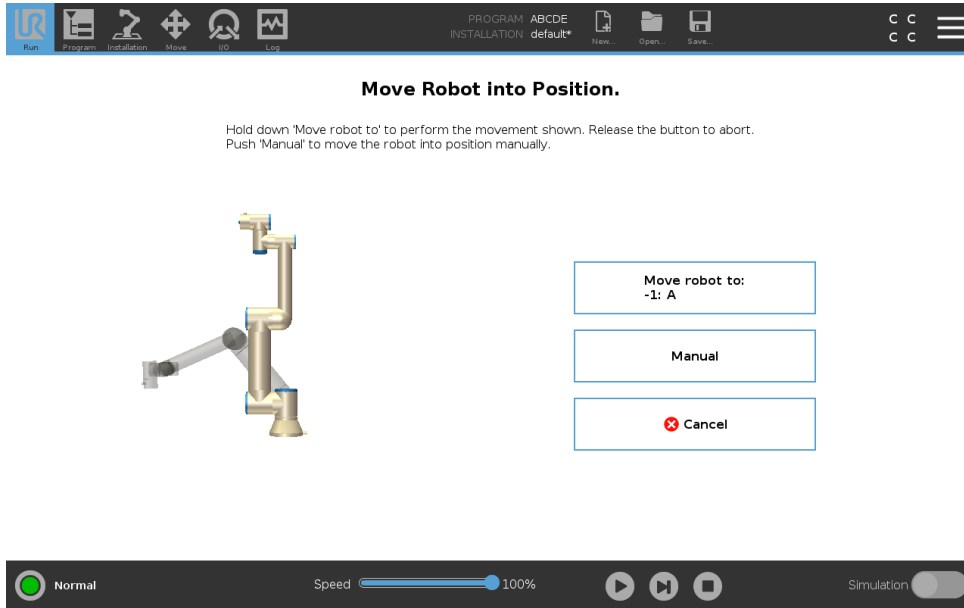 PROGRAM ABCDE
INSTALLATION default*
Run
Program
Installation
Move
I/O
Log
New...
Open...
Save...
C C
C C
Move Robot into Position.
Hold down 'Move robot to' to perform the movement shown. Release the button to abort.
Push 'Manual' to move the robot into position manually.
Move robot to:
-1: A
Manual
Cancel
Normal
Speed
100%
Simulation